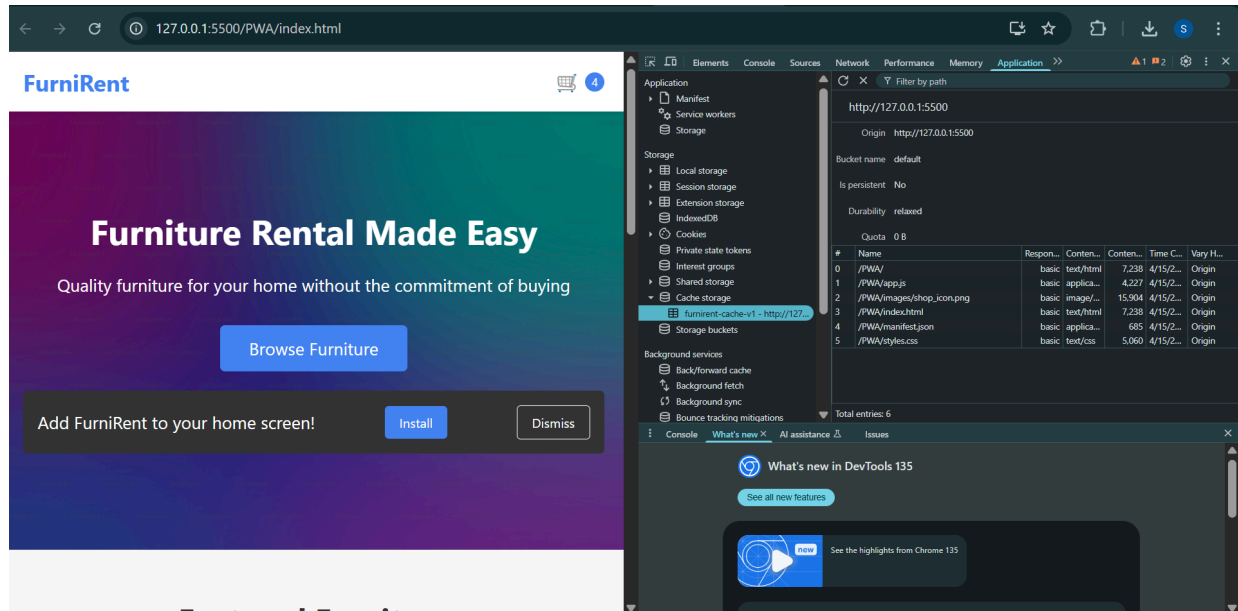 127.0.0.1:5500/PWA/index.html
S
FurniRent
4
Furniture Rental Made Easy
Quality furniture for your home without the commitment of buying
Browse Furniture
Add FurniRent to your home screen!
Install
Dismiss
Elements Console Sources Network Performance Memory Application
1 2
Application
Manifest
Service workers
Storage
Storage
Local storage
Session storage
Extension storage
IndexedDB
Cookies
Private state tokens
Interest groups
Shared storage
Cache storage
furnirent-cache-v1 - http://127...
Storage buckets
Background services
Back/forward cache
Background fetch
Background sync
Bounce tracking mitigations
Filter by path
http://127.0.0.1:5500
Origin http://127.0.0.1:5500
Bucket name default
Is persistent No
Durability relaxed
Quota 0 B
# Name Respon... Conten... Conten... Time C... Vary H...
0 /PWA/ basic text/html 7,238 4/15/2... Origin
1 /PWA/app.js basic applica... 4,227 4/15/2... Origin
2 /PWA/images/shop_icon.png basic image/... 15,904 4/15/2... Origin
3 /PWA/index.html basic text/html 7,238 4/15/2... Origin
4 /PWA/manifest.json basic applica... 685 4/15/2... Origin
5 /PWA/styles.css basic text/css 5,060 4/15/2... Origin
Total entries: 6
Console What's new AI assistance Issues
What's new in DevTools 135
See all new features
new
See the highlights from Chrome 135